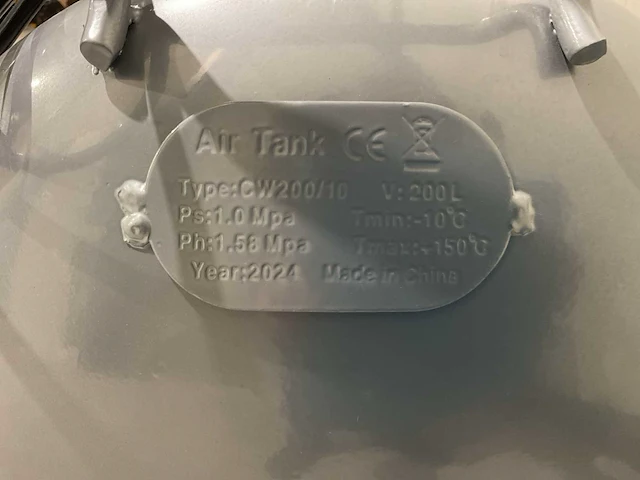 Air Tank CE
Type:CW200/10 V: 200L
Ps:1.0 Mpa Tmin:-10℃
Ph:1.58 Mpa Tmax:+150℃
Year:2024 Made in China